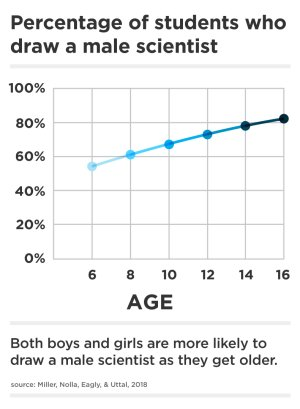 Percentage of students who
draw a male scientist
100%
80%
60%
40%
20%
0%
6 8 10 12 14 16
AGE
Both boys and girls are more likely to
draw a male scientist as they get older.
source: Miller, Nolla, Eagly, & Uttal, 2018